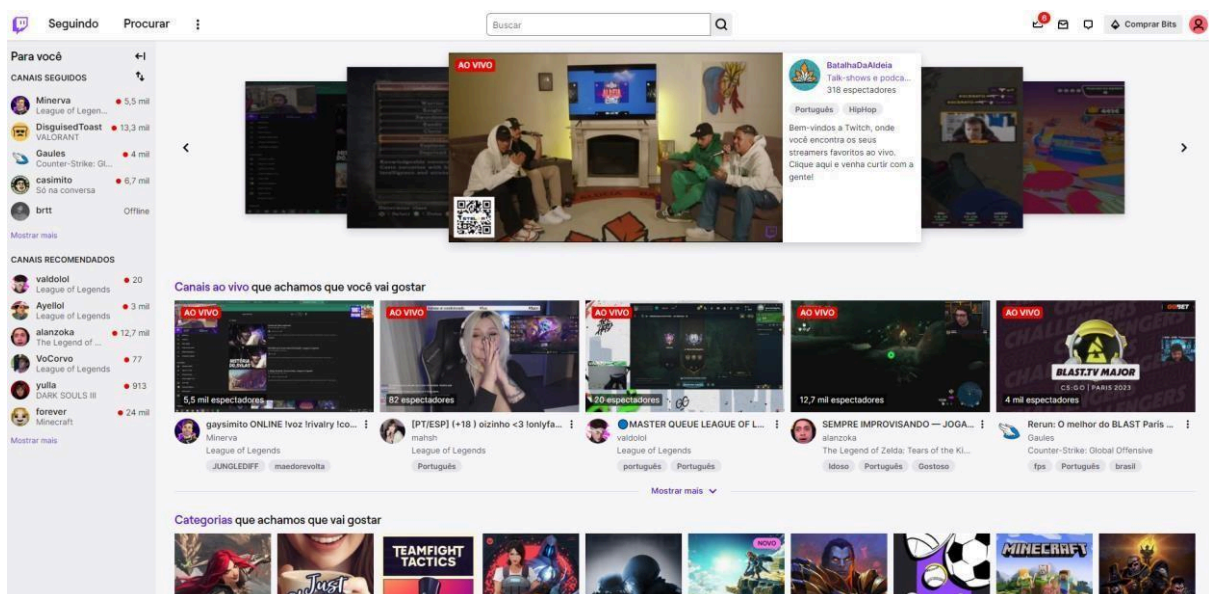 Seguindo
Procurar
Buscar
6
Comprar Bits
Para você
CANAIS SEGUIDOS
Minerva
5,5 mil
League of Legen...
DisguisedToast
13,3 mil
VALORANT
Gaules
4 mil
Counter-Strike: Gl...
casimito
6,7 mil
Só na conversa
brtt
Offline
Mostrar mais
CANAIS RECOMENDADOS
valdolol
20
League of Legends
Ayellol
3 mil
League of Legends
alanzoka
12,7 mil
The Legend of ...
VoCorvo
77
League of Legends
yulla
913
DARK SOULS III
forever
24 mil
Minecraft
Mostrar mais
AO VIVO
BatalhaDaAldeia
Talk-shows e podca...
318 espectadores
Português HipHop
Bem-vindos a Twitch, onde
você encontra os seus
streamers favoritos ao vivo.
Clique aqui e venha curtir com a
gente!
Canais ao vivo que achamos que você vai gostar
AO VIVO
5,5 mil espectadores
gaysimito ONLINE !voz !rivalry !co...
Minerva
League of Legends
JUNGLEDIFF maedorevolta
AO VIVO
82 espectadores
[PT/ESP] (+18 ) oizinho <3 !onlyfa...
mahsh
League of Legends
Português
AO VIVO
20 espectadores
MASTER QUEUE LEAGUE OF L...
valdolol
League of Legends
português Português
AO VIVO
12,7 mil espectadores
SEMPRE IMPROVISANDO — JOGA...
alanzoka
The Legend of Zelda: Tears of the Ki...
Idoso Português Gostoso
AO VIVO
BLAST.TV MAJOR
CS:GO | PARIS 2023
4 mil espectadores
Rerun: O melhor do BLAST Paris ...
Gaules
Counter-Strike: Global Offensive
fps Português brasil
Mostrar mais
Categorias que achamos que vai gostar
Just
TEAMFIGHT
TACTICS
NOVO
MINECRAFT